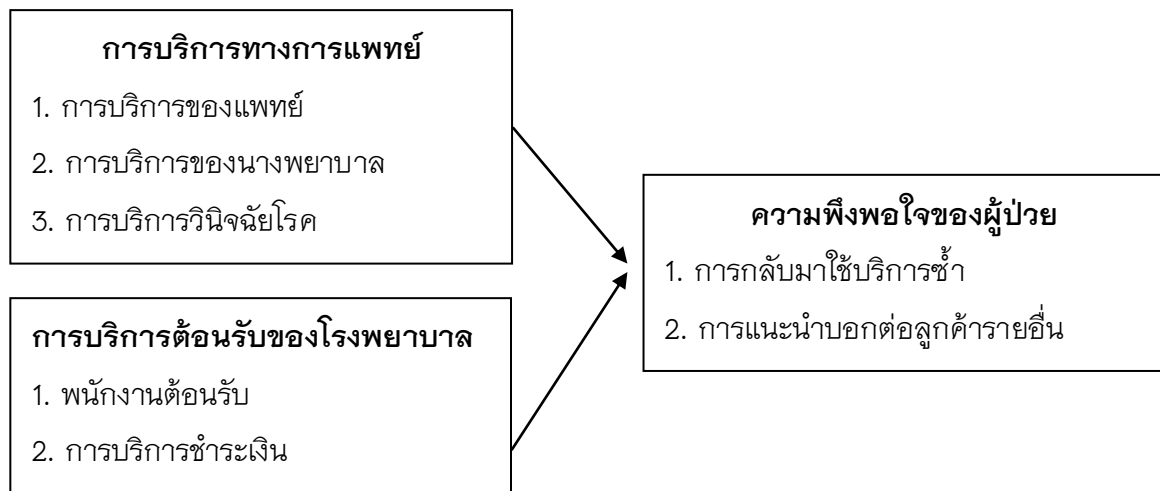 การบริการทางการแพทย์
1. การบริการของแพทย์
2. การบริการของนางพยาบาล
3. การบริการวินิจฉัยโรค
การบริการต้อนรับของโรงพยาบาล
1. พนักงานต้อนรับ
2. การบริการชำระเงิน
ความพึงพอใจของผู้ป่วย
1. การกลับมาใช้บริการซ้ำ
2. การแนะนำบอกต่อลูกค้ารายอื่น